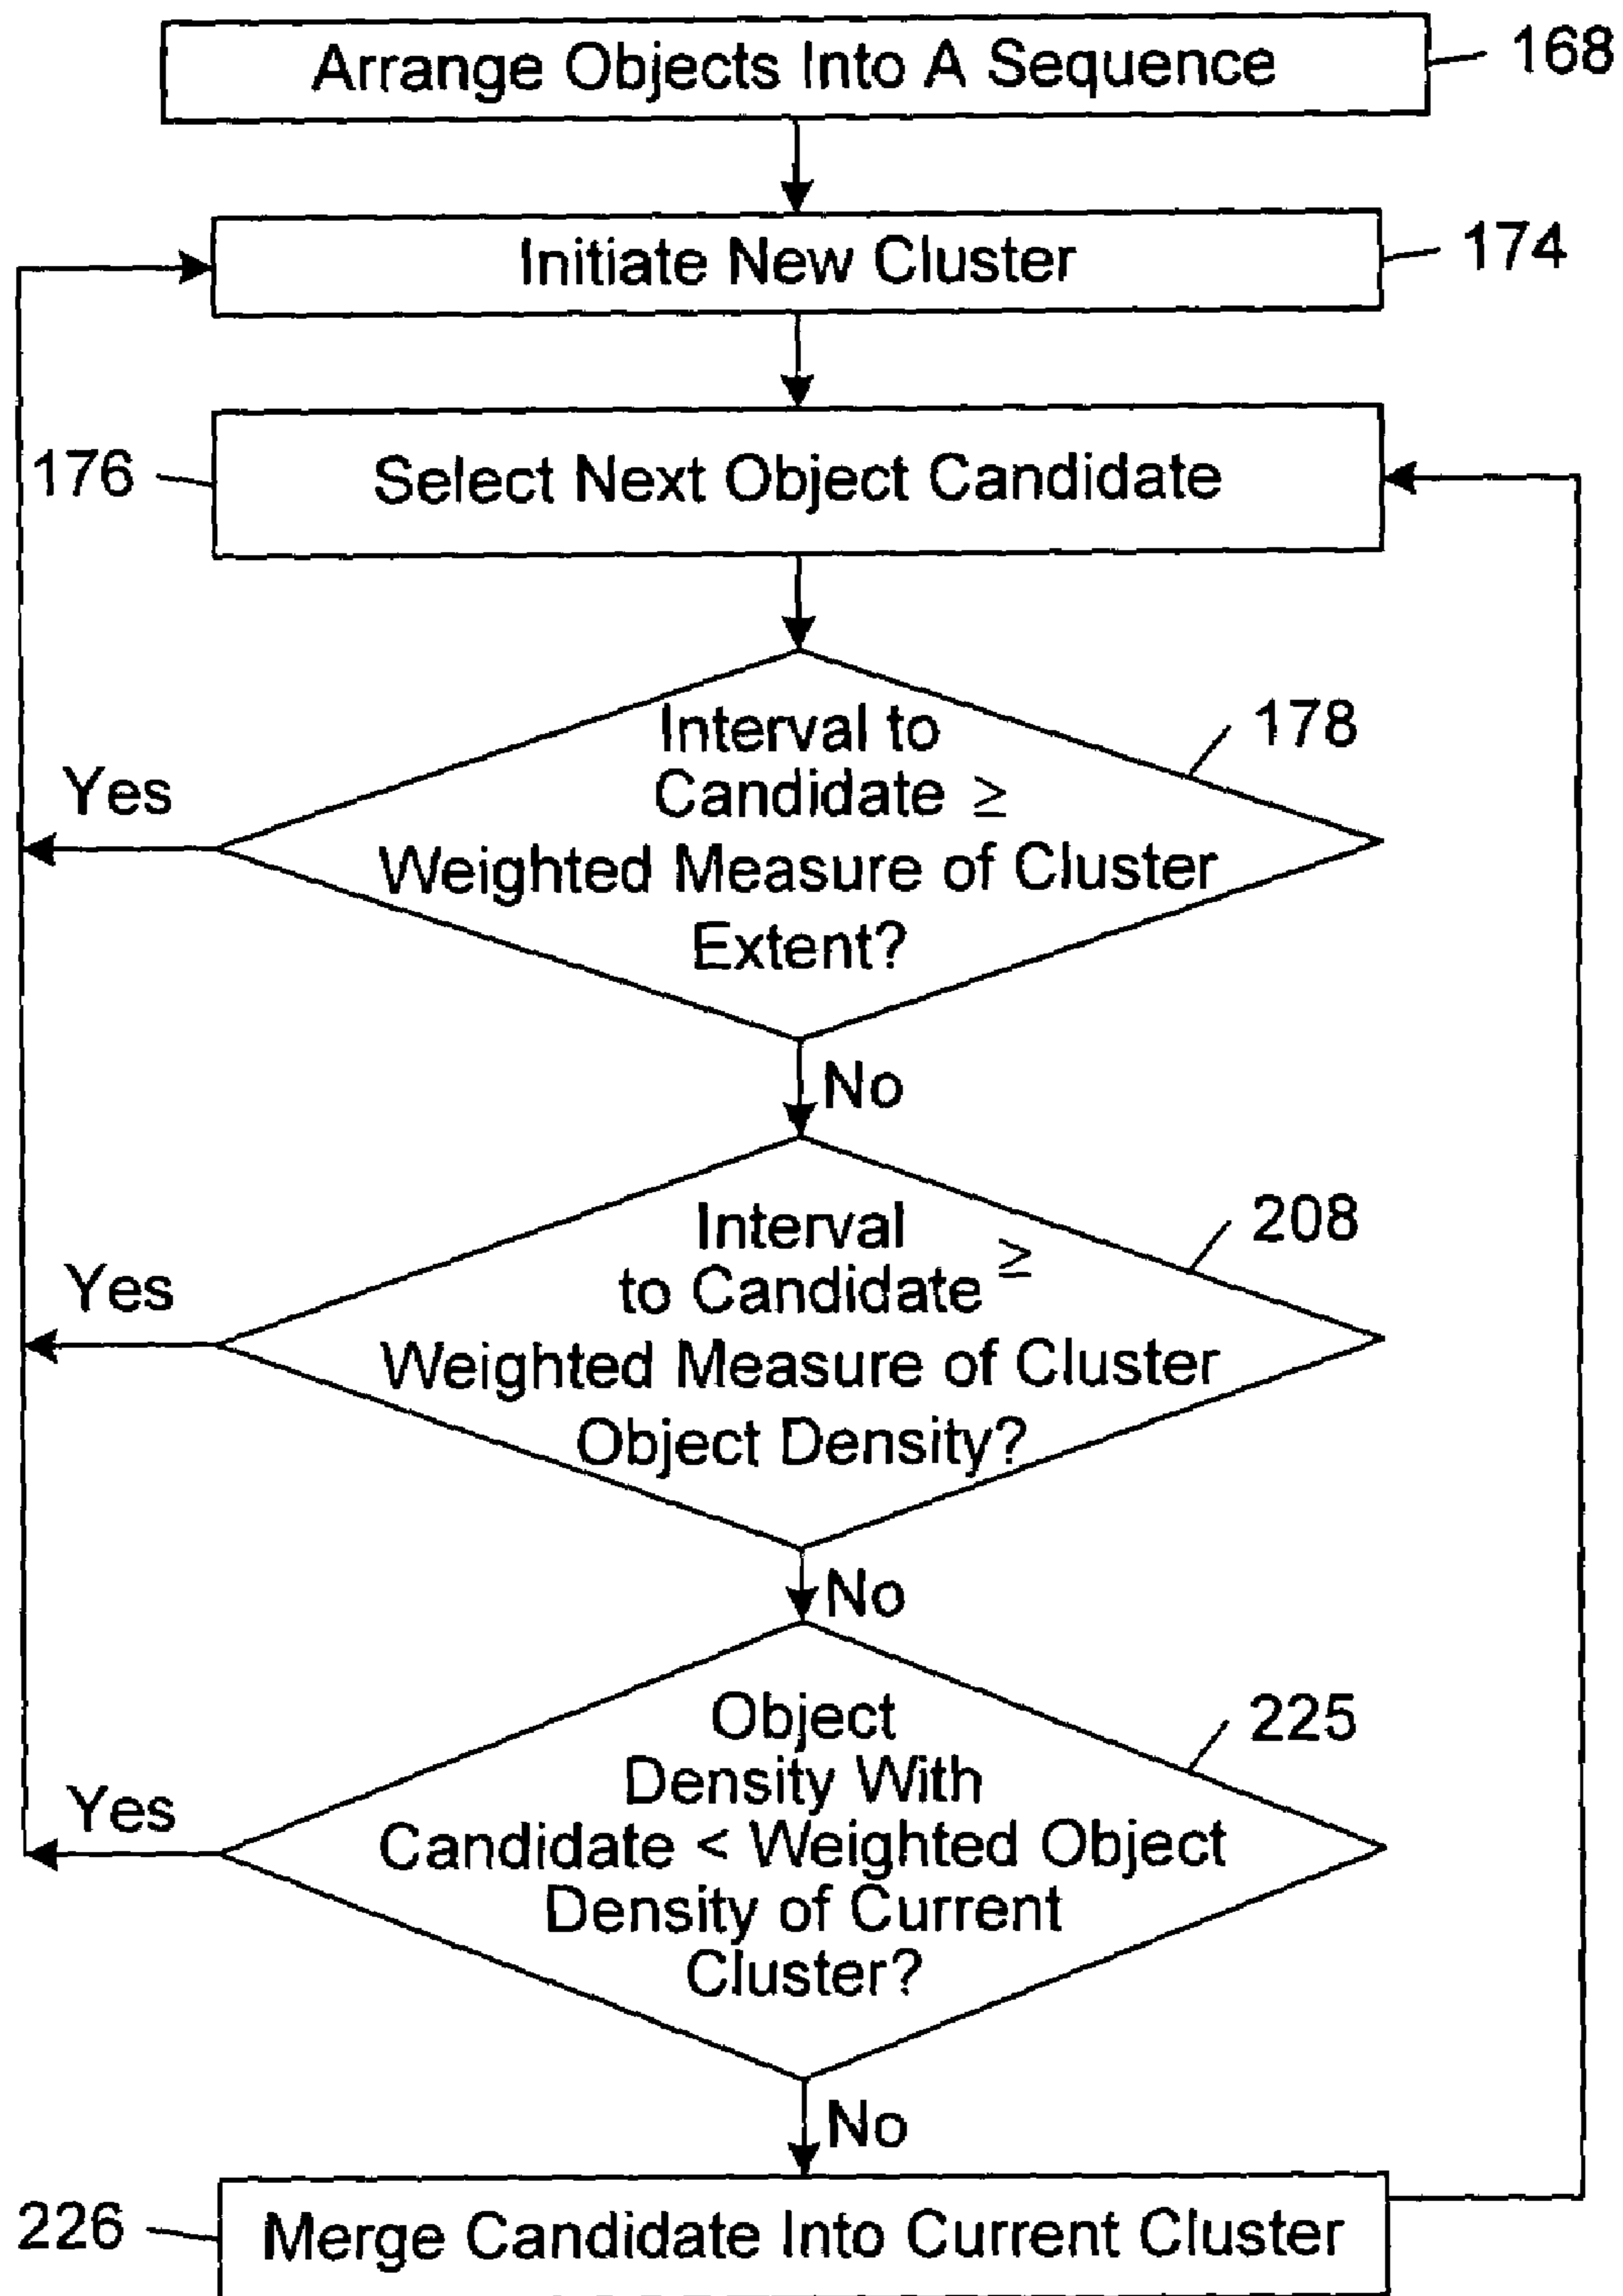 Arrange Objects Into A Sequence
168
Initiate New Cluster
174
176
Select Next Object Candidate
178
Interval to
Candidate ≥
Weighted Measure of Cluster
Extent?
Yes
No
208
Interval
to Candidate ≥
Weighted Measure of Cluster
Object Density?
Yes
No
225
Object
Density With
Candidate < Weighted Object
Density of Current
Cluster?
Yes
No
226
Merge Candidate Into Current Cluster